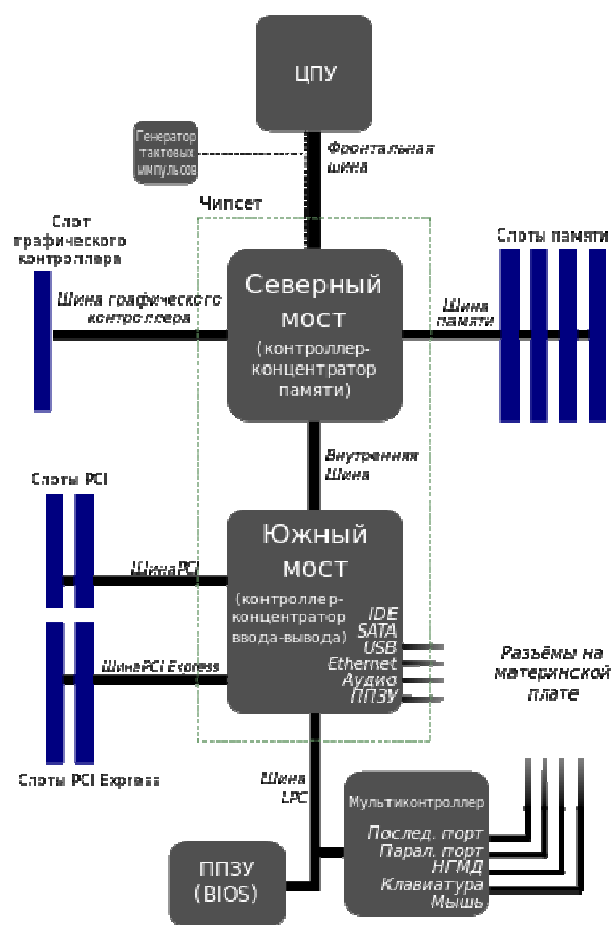 ЦПУ
Генератор
тактовых
импульсов
Фронтальная
шина
Чипсет
Слот
графического
контроллера
Слоты памяти
Шина графического
контроллера
Северный
мост
(контроллер-
концентратор
памяти)
Шина
памяти
Внутренняя
Шина
Слоты PCI
Шина PCI
Южный
мост
(контроллер-
концентратор
ввода-вывода)
IDE
SATA
USB
Ethernet
Аудио
ППЗУ
Шина PCI Express
Слоты PCI Express
Разъёмы на
материнской
плате
Шина
LPC
Мультиконтроллер
Послед. порт
Парал. порт
НГМД
Клавиатура
Мышь
ППЗУ
(BIOS)